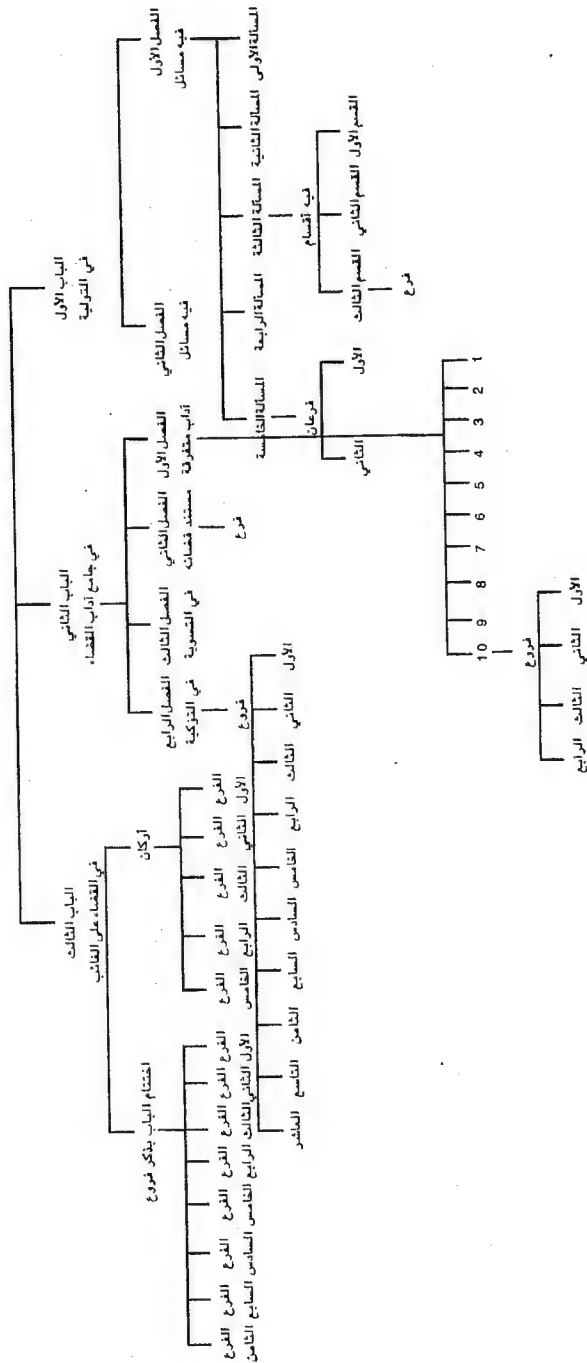 الباب الأول
في التولية
الفصل الأول
فيه مسائل
المسألة الأولى
المسألة الثانية
المسألة الثالثة
فيه أقسام
القسم الأول
القسم الثاني
القسم الثالث
فرع
المسألة الرابعة
المسألة الخامسة
فرعان
الأول
الثاني
الفصل الثاني
فيه مسائل
الباب الثاني
في جامع آداب القضاء
الفصل الأول
آداب متفرقة
1
2
3
4
5
6
7
8
9
10
فروع
الأول
الثاني
الثالث
الرابع
الفصل الثاني
مستند قضائه
فرع
الفصل الثالث
في التسوية
الفصل الرابع
في التزكية
فروع
الأول
الثاني
الثالث
الرابع
الخامس
السادس
السابع
الثامن
التاسع
العاشر
الباب الثالث
في القضاء على الغائب
أركان
الفرع الأول
الفرع الثاني
الفرع الثالث
الفرع الرابع
الفرع الخامس
اختتام الباب بذكر فروع
الفرع الأول
الفرع الثاني
الفرع الثالث
الفرع الرابع
الفرع الخامس
الفرع السادس
الفرع السابع
الفرع الثامن